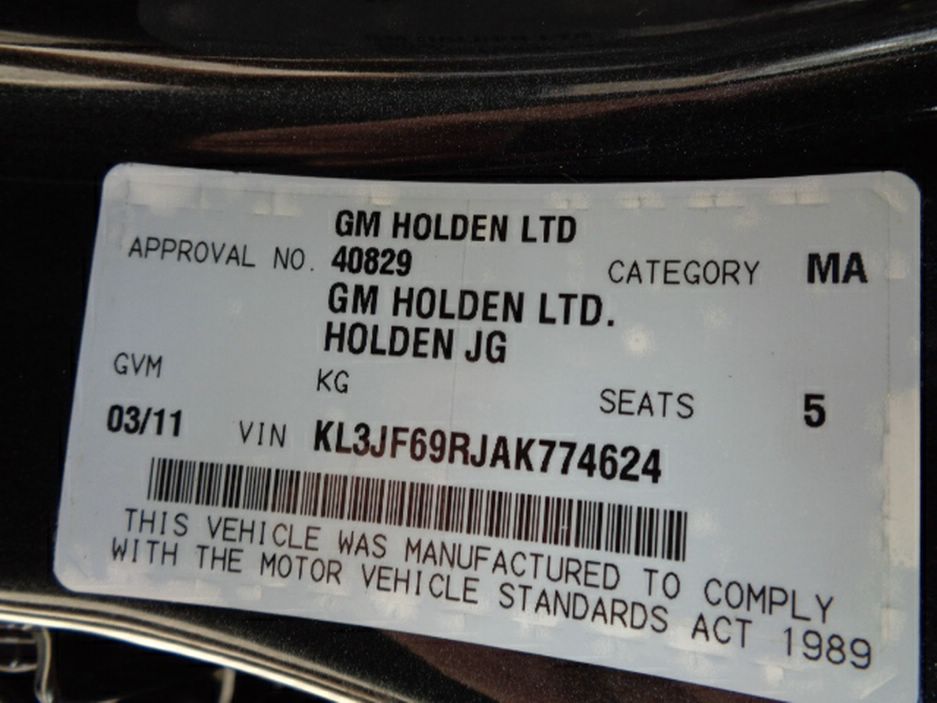 GM HOLDEN LTD
APPROVAL NO. 40829 CATEGORY MA
GM HOLDEN LTD.
HOLDEN JG
GVM KG SEATS 5
03/11 VIN KL3JF69RJAK774624
THIS VEHICLE WAS MANUFACTURED TO COMPLY
WITH THE MOTOR VEHICLE STANDARDS ACT 1989